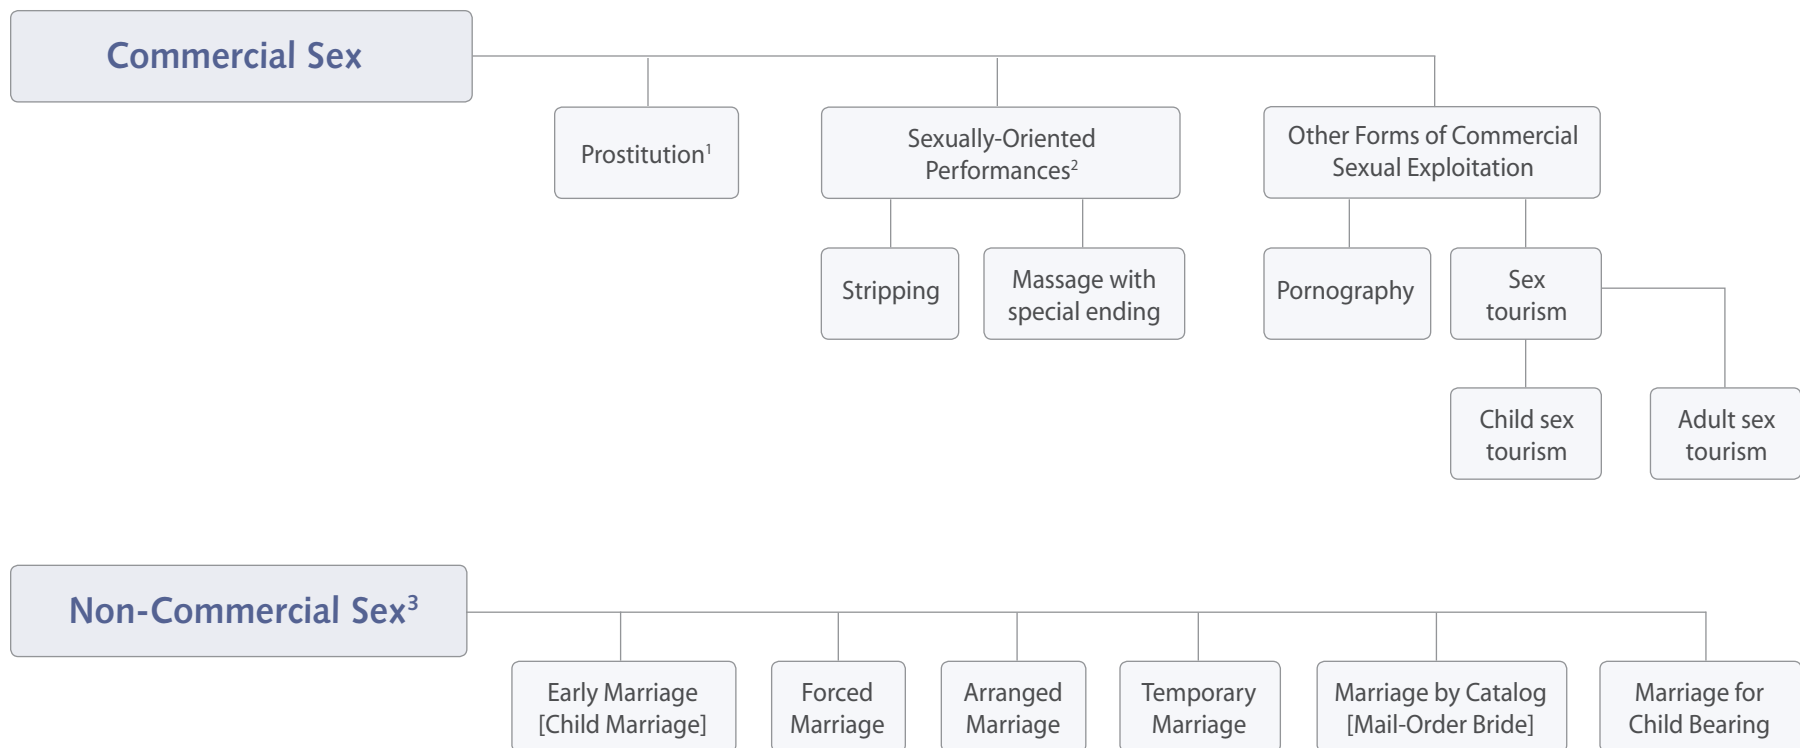 Commercial Sex
Prostitution¹
Sexually-Oriented
Performances²
Other Forms of Commercial
Sexual Exploitation
Stripping
Massage with
special ending
Pornography
Sex
tourism
Child sex
tourism
Adult sex
tourism
Non-Commercial Sex³
Early Marriage
[Child Marriage]
Forced
Marriage
Arranged
Marriage
Temporary
Marriage
Marriage by Catalog
[Mail-Order Bride]
Marriage for
Child Bearing